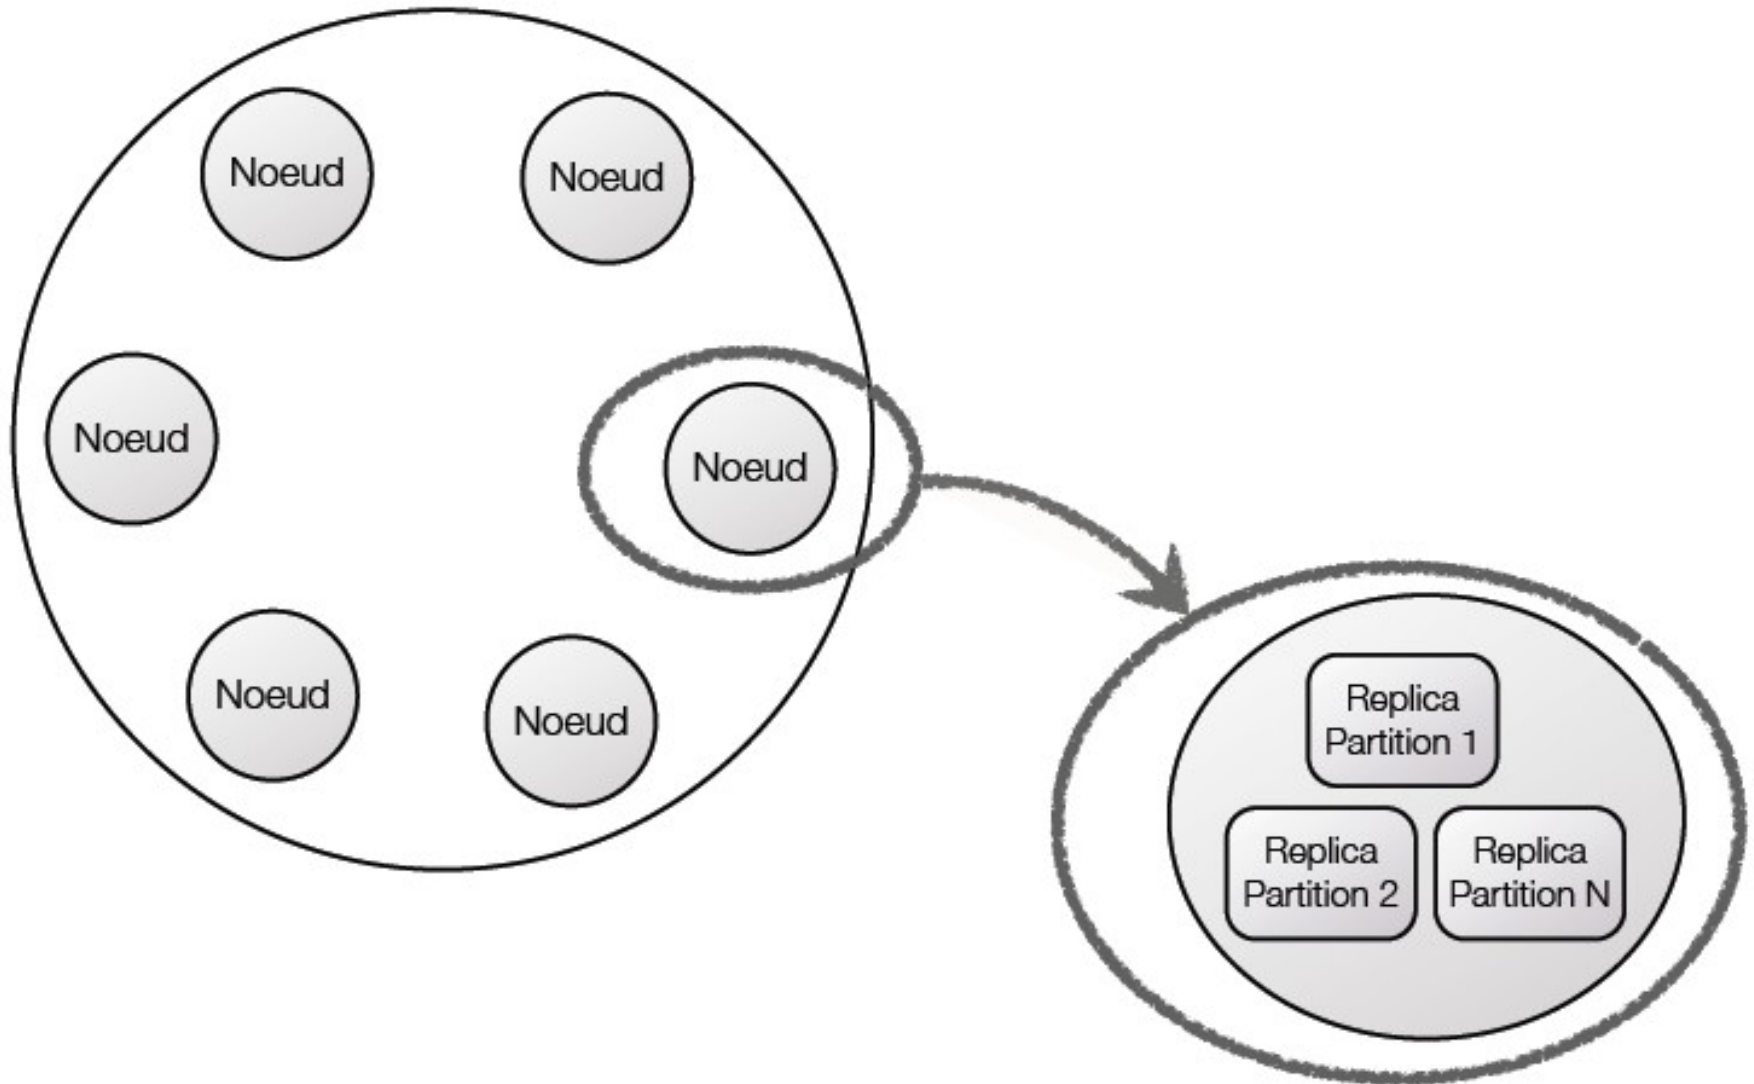 Noeud
Noeud
Noeud
Noeud
Noeud
Noeud
Replica
Partition 1
Replica
Partition 2
Replica
Partition N